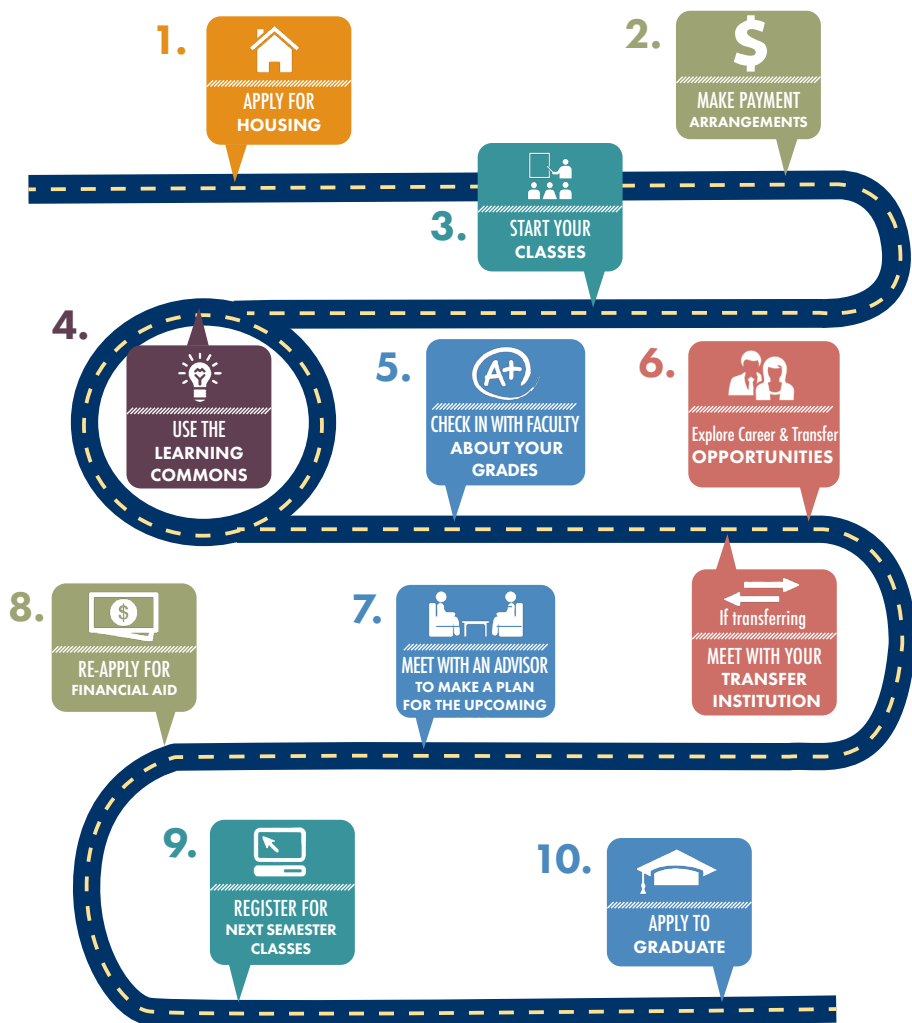 1.
APPLY FOR
HOUSING
2.
$
MAKE PAYMENT
ARRANGEMENTS
3.
START YOUR
CLASSES
4.
USE THE
LEARNING
COMMONS
5.
A+
CHECK IN WITH FACULTY
ABOUT YOUR
GRADES
6.
Explore Career & Transfer
OPPORTUNITIES
If transferring
MEET WITH YOUR
TRANSFER
INSTITUTION
7.
MEET WITH AN ADVISOR
TO MAKE A PLAN
FOR THE UPCOMING
8.
$
RE-APPLY FOR
FINANCIAL AID
9.
REGISTER FOR
NEXT SEMESTER
CLASSES
10.
APPLY TO
GRADUATE